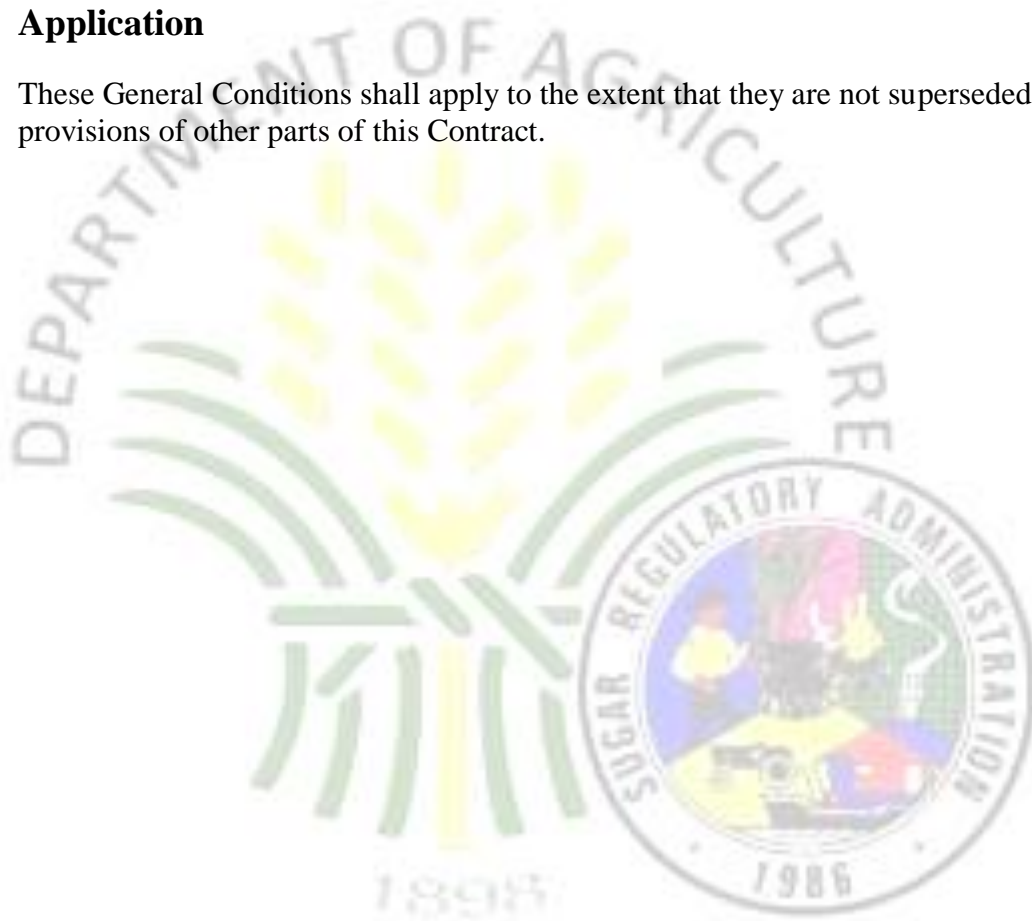 Application
These General Conditions shall apply to the extent that they are not superseded
provisions of other parts of this Contract.
DEPARTMENT OF AGRICULTURE
SUGAR REGULATORY ADMINISTRATION
1986
1898